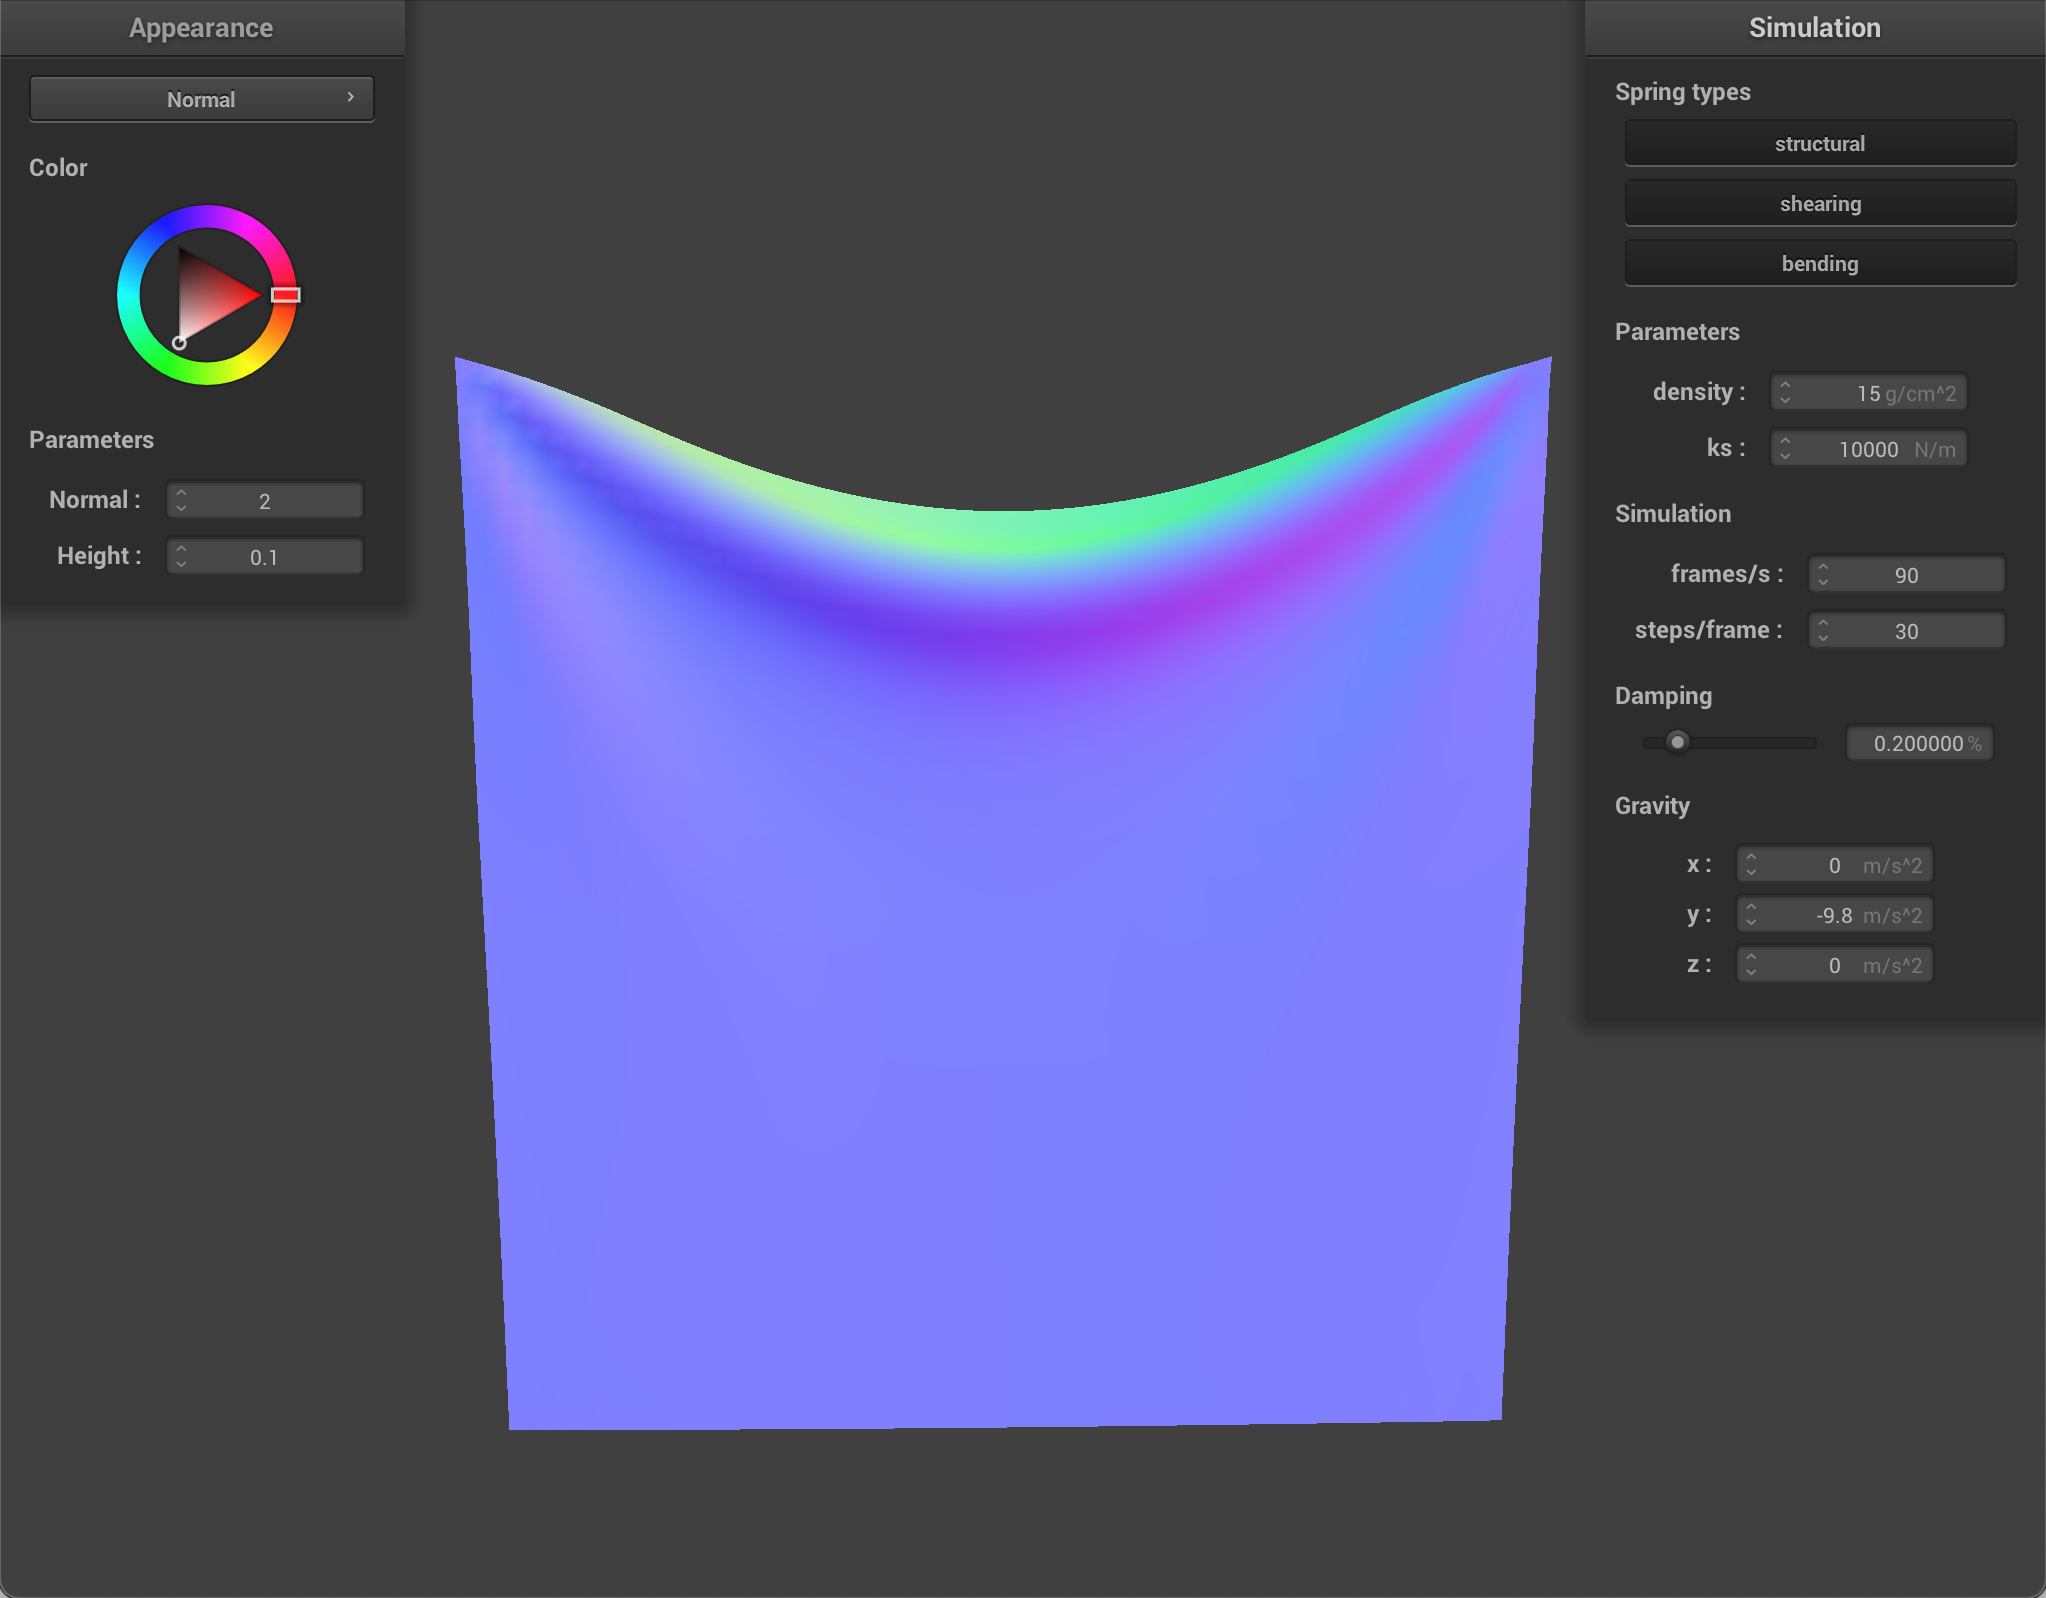 Appearance
Normal
Color
Parameters
Normal : 2
Height : 0.1
Simulation
Spring types
structural
shearing
bending
Parameters
density : 15 g/cm^2
ks : 10000 N/m
Simulation
frames/s : 90
steps/frame : 30
Damping
0.200000 %
Gravity
x : 0 m/s^2
y : -9.8 m/s^2
z : 0 m/s^2